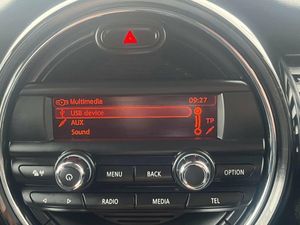 Multimedia 09:27
USB device
AUX TP
Sound
MENU BACK OPTION
RADIO MEDIA TEL